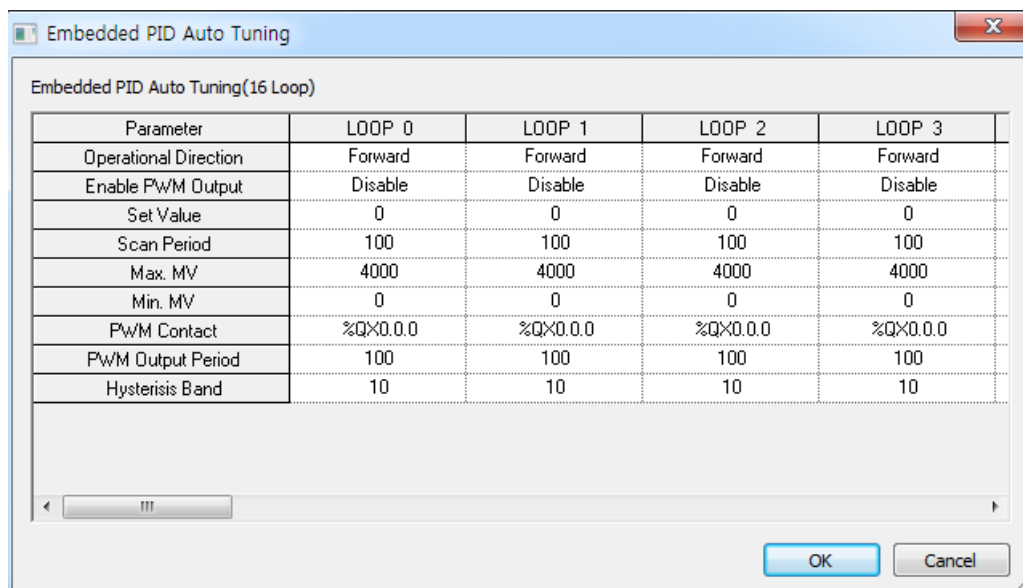 Embedded PID Auto Tuning
Embedded PID Auto Tuning(16 Loop)
Parameter LOOP 0 LOOP 1 LOOP 2 LOOP 3
Operational Direction Forward Forward Forward Forward
Enable PWM Output Disable Disable Disable Disable
Set Value 0 0 0 0
Scan Period 100 100 100 100
Max. MV 4000 4000 4000 4000
Min. MV 0 0 0 0
PWM Contact %QX0.0.0 %QX0.0.0 %QX0.0.0 %QX0.0.0
PWM Output Period 100 100 100 100
Hysterisis Band 10 10 10 10
OK Cancel